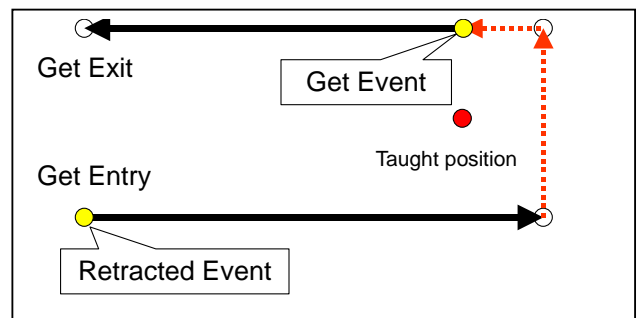 Get Exit
Get Event
Taught position
Get Entry
Retracted Event